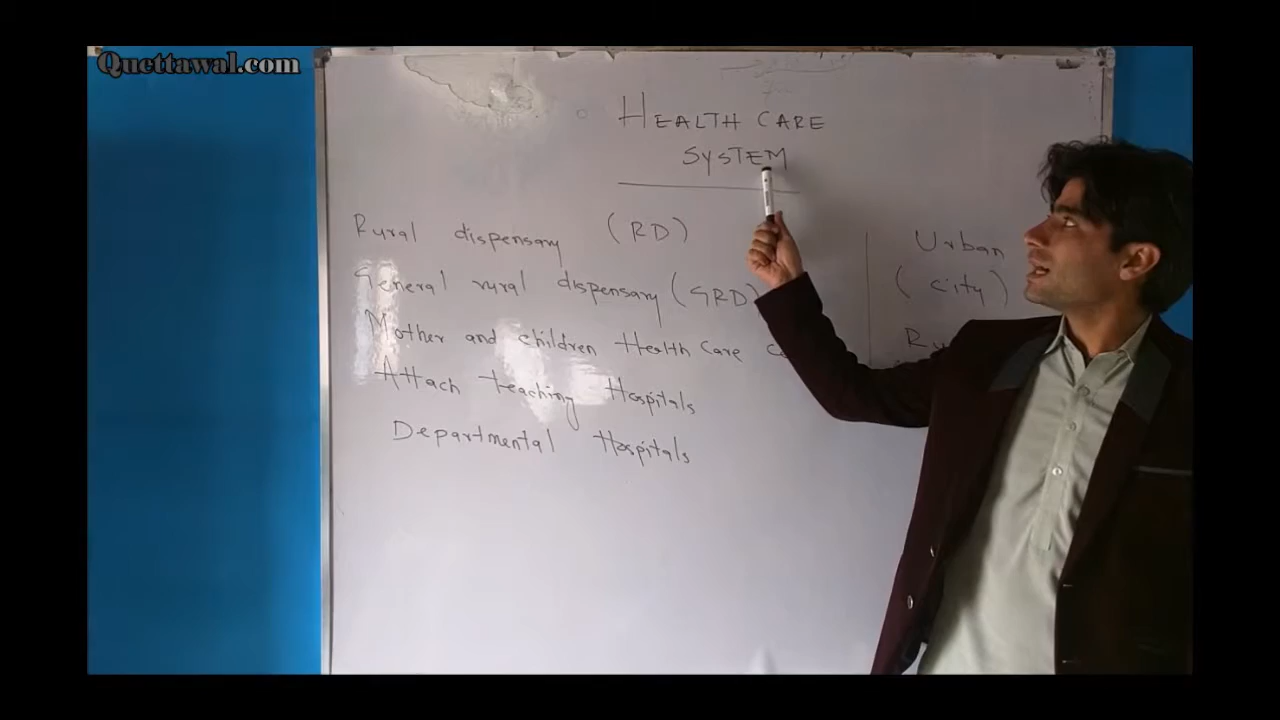 Quettawal.com
HEALTH CARE
SYSTEM
Rural dispensary (RD)
General rural dispensary (GRD)
Mother and children Health Care
Attach teaching Hospitals
Departmental Hospitals
Urban
(city)